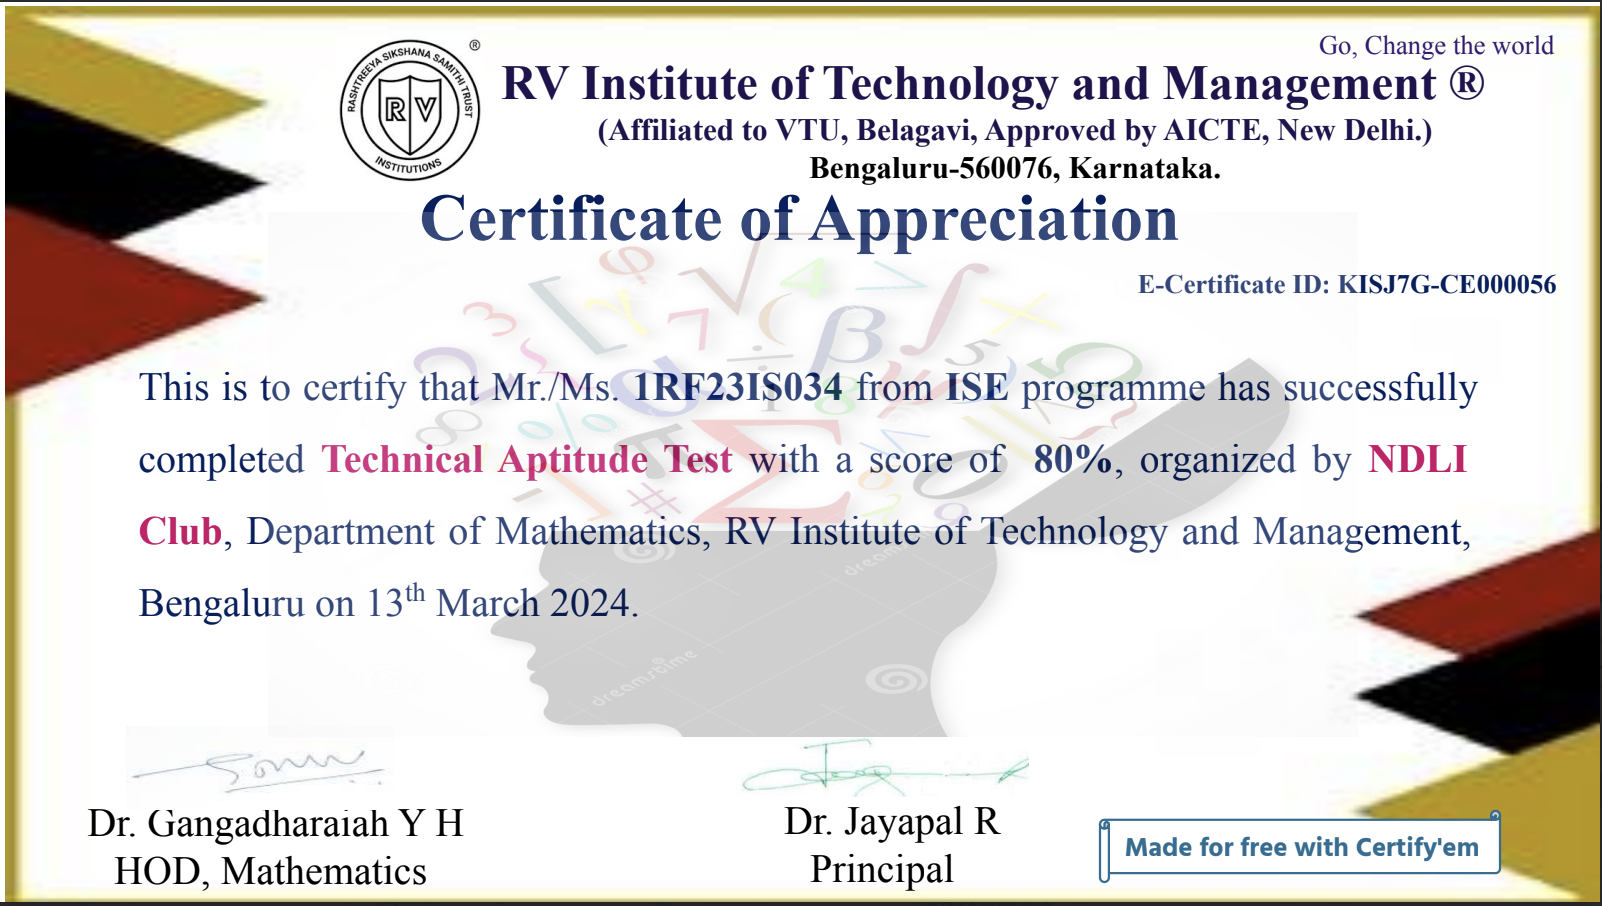 Go, Change the world
RASHTREEYA SIKSHANA SAMITHI TRUST
®
RV
INSTITUTIONS
RV Institute of Technology and Management ®
(Affiliated to VTU, Belagavi, Approved by AICTE, New Delhi.)
Bengaluru-560076, Karnataka.
Certificate of Appreciation
E-Certificate ID: KISJ7G-CE000056
This is to certify that Mr./Ms. 1RF23IS034 from ISE programme has successfully
completed Technical Aptitude Test with a score of 80%, organized by NDLI
Club, Department of Mathematics, RV Institute of Technology and Management,
Bengaluru on 13th March 2024.
dreamstime
Dr. Gangadharaiah Y H
HOD, Mathematics
Dr. Jayapal R
Principal
Made for free with Certify'em